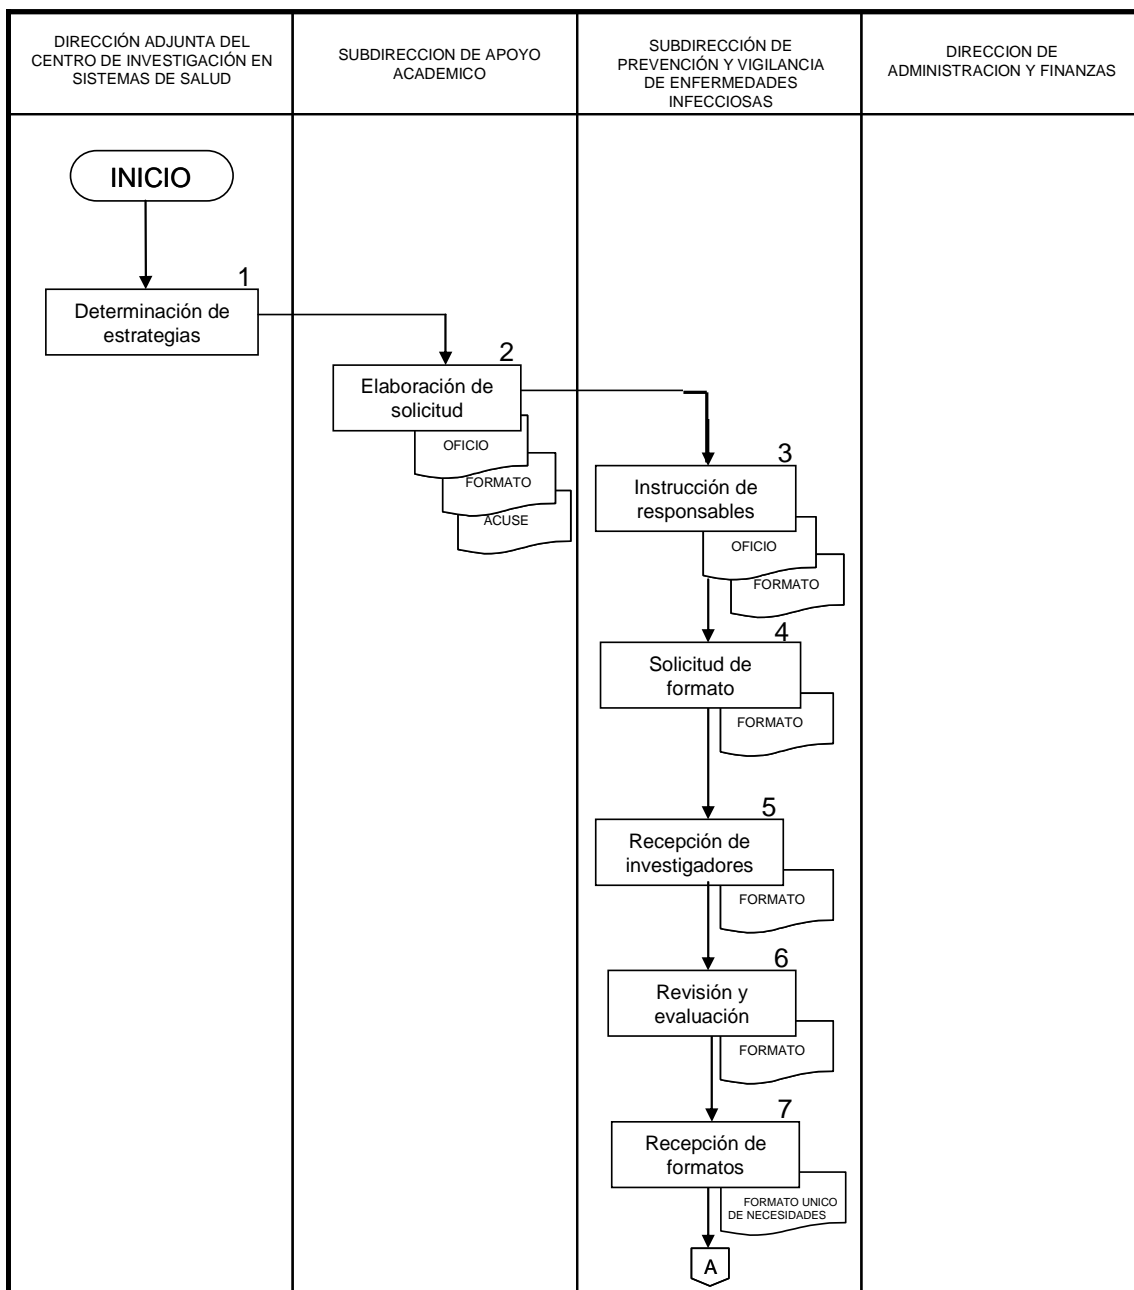 DIRECCIÓN ADJUNTA DEL
CENTRO DE INVESTIGACIÓN EN
SISTEMAS DE SALUD
SUBDIRECCION DE APOYO
ACADEMICO
SUBDIRECCIÓN DE
PREVENCIÓN Y VIGILANCIA
DE ENFERMEDADES
INFECCIOSAS
DIRECCION DE
ADMINISTRACION Y FINANZAS
INICIO
1
Determinación de
estrategias
2
Elaboración de
solicitud
OFICIO
FORMATO
ACUSE
3
Instrucción de
responsables
OFICIO
FORMATO
4
Solicitud de
formato
FORMATO
5
Recepción de
investigadores
FORMATO
6
Revisión y
evaluación
FORMATO
7
Recepción de
formatos
FORMATO UNICO
DE NECESIDADES
A